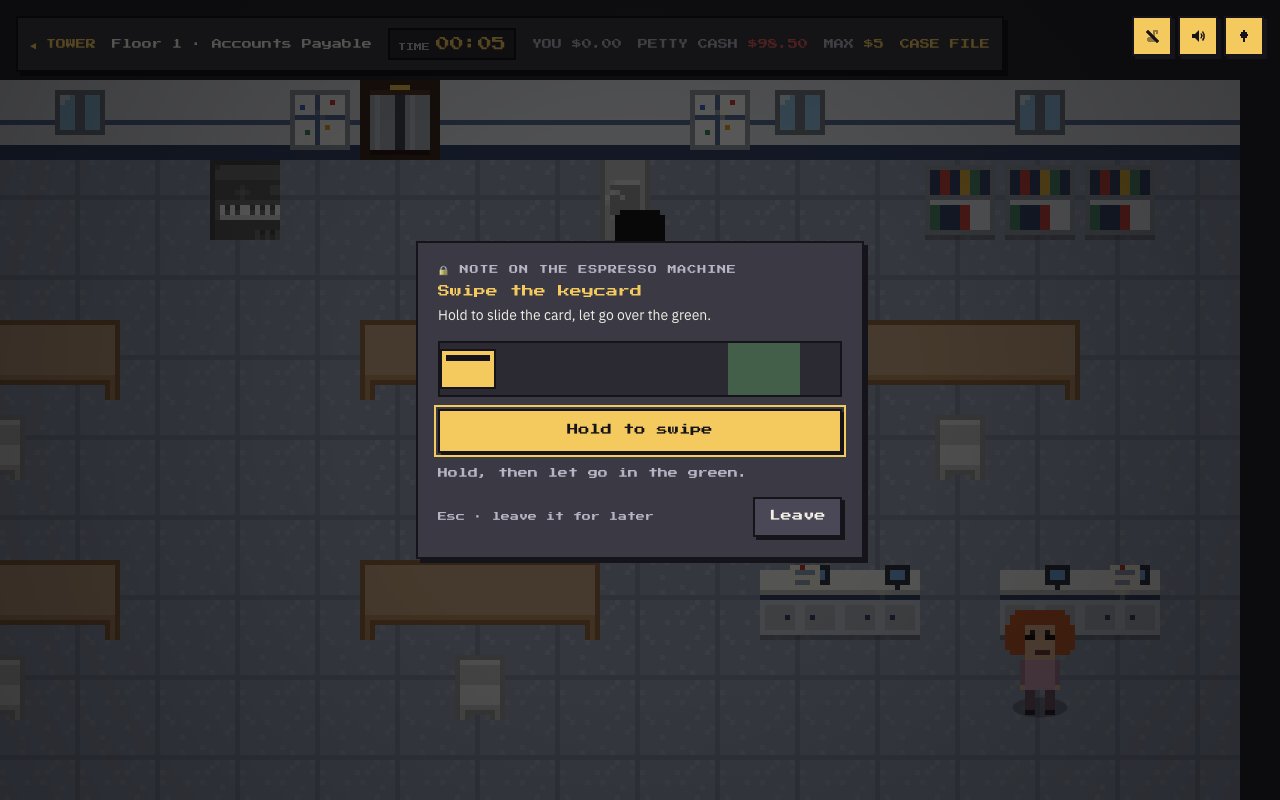 TOWER Floor 1 · Accounts Payable TIME 00:05 YOU $0.00 PETTY CASH $98.50 MAX $5 CASE FILE
NOTE ON THE ESPRESSO MACHINE
Swipe the keycard
Hold to slide the card, let go over the green.
Hold to swipe
Hold, then let go in the green.
Esc · leave it for later
Leave